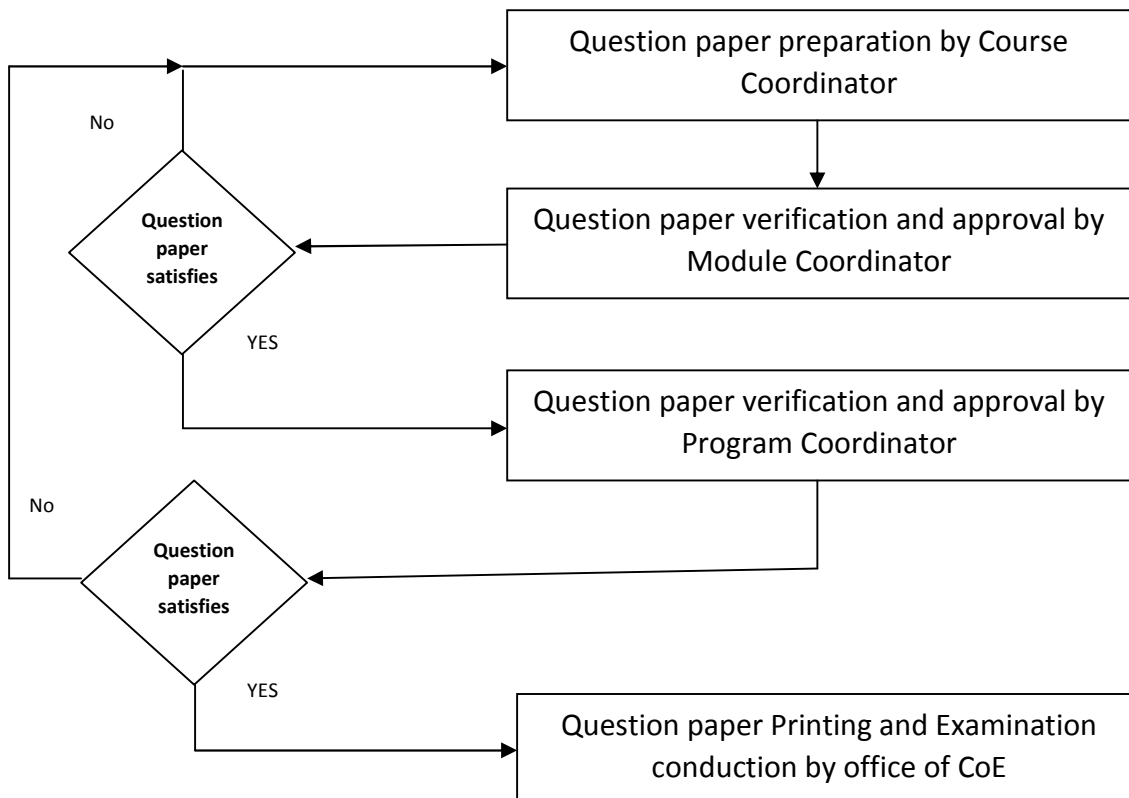 Question paper preparation by Course
Coordinator
No
Question
paper
satisfies
Question paper verification and approval by
Module Coordinator
YES
Question paper verification and approval by
Program Coordinator
No
Question
paper
satisfies
YES
Question paper Printing and Examination
conduction by office of CoE